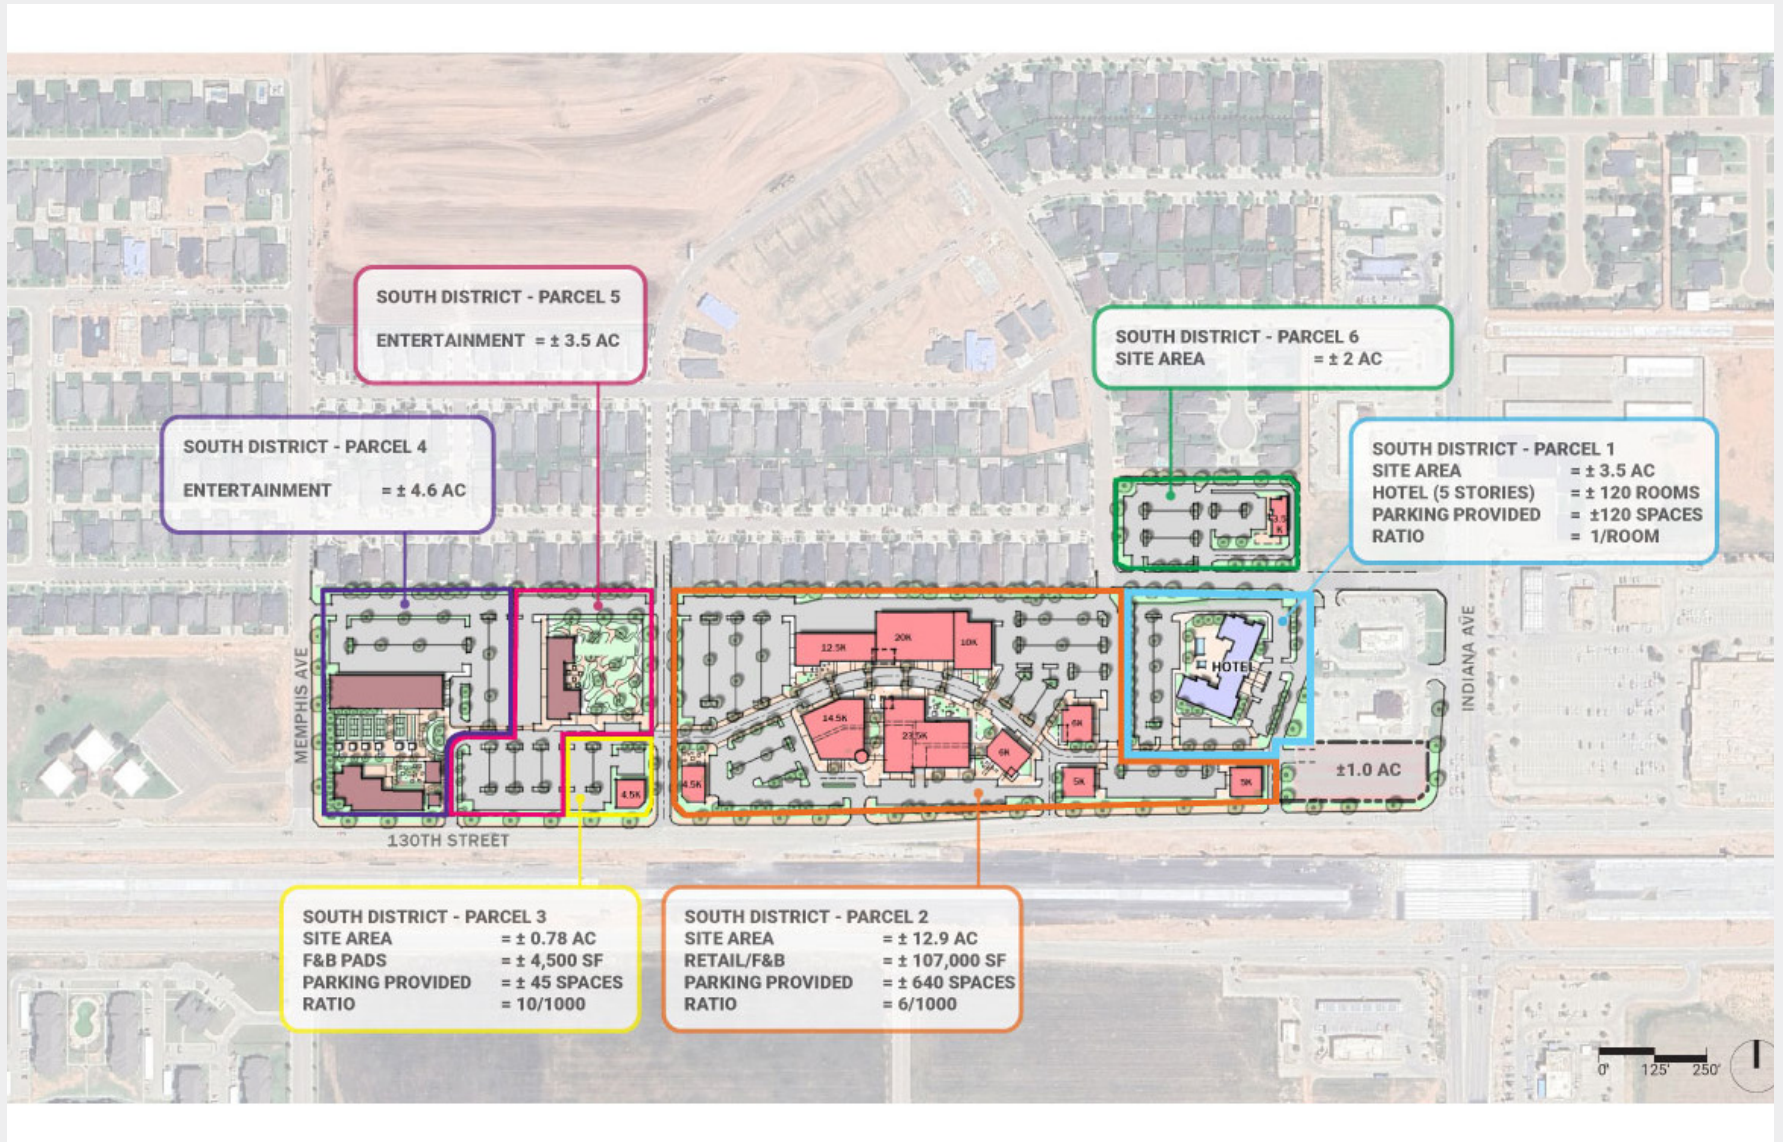 SOUTH DISTRICT - PARCEL 5
ENTERTAINMENT = ± 3.5 AC
SOUTH DISTRICT - PARCEL 6
SITE AREA = ± 2 AC
SOUTH DISTRICT - PARCEL 4
ENTERTAINMENT = ± 4.6 AC
SOUTH DISTRICT - PARCEL 1
SITE AREA = ± 3.5 AC
HOTEL (5 STORIES) = ± 120 ROOMS
PARKING PROVIDED = ±120 SPACES
RATIO = 1/ROOM
3.5
K
12.5K
20K
10K
HOTEL
MEMPHIS AVE
INDIANA AVE
14.5K
23.5K
6K
6K
±1.0 AC
4.5K
4.5K
5K
5K
130TH STREET
SOUTH DISTRICT - PARCEL 3
SITE AREA = ± 0.78 AC
F&B PADS = ± 4,500 SF
PARKING PROVIDED = ± 45 SPACES
RATIO = 10/1000
SOUTH DISTRICT - PARCEL 2
SITE AREA = ± 12.9 AC
RETAIL/F&B = ± 107,000 SF
PARKING PROVIDED = ± 640 SPACES
RATIO = 6/1000
0' 125' 250'